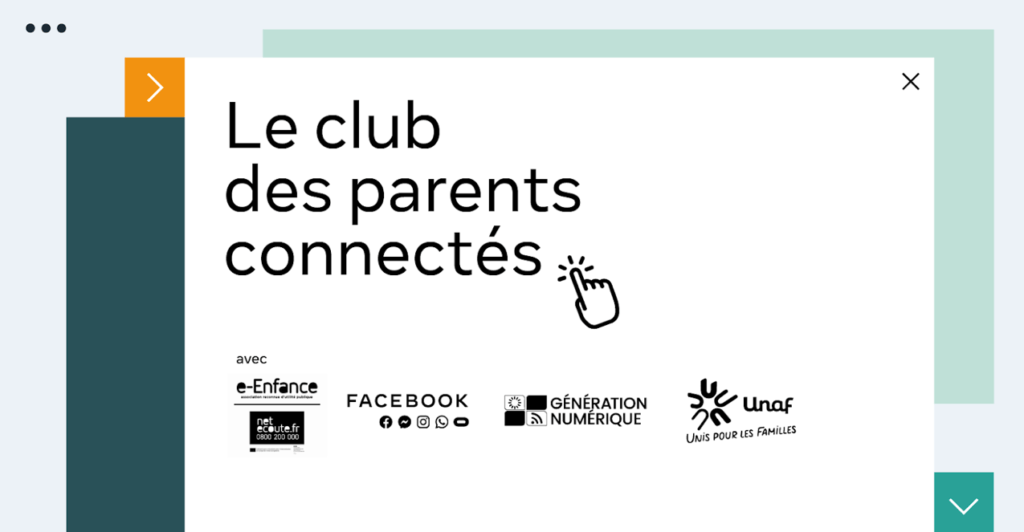 Le club
des parents
connectés
avec
e-Enfance
association reconnue d'utilité publique
net
ecoute.fr
0800 200 000
FACEBOOK
GÉNÉRATION
NUMÉRIQUE
Unaf
UNIS POUR LES FAMILLES